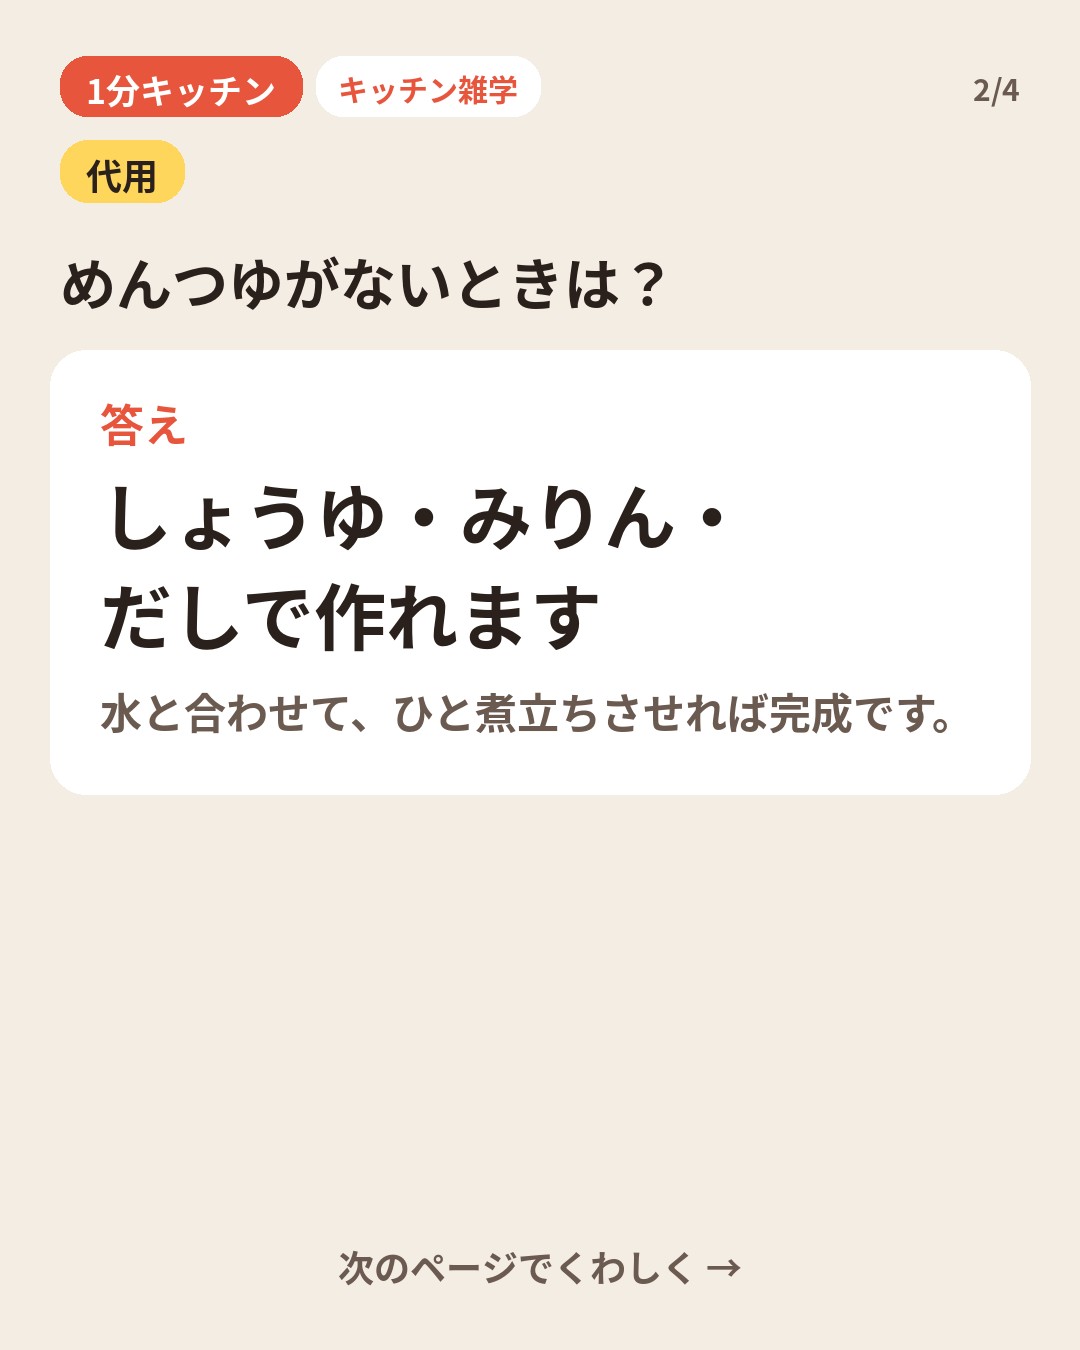 1分キッチン キッチン雑学 2/4
代用
めんつゆがないときは？
答え
しょうゆ・みりん・
だしで作れます
水と合わせて、ひと煮立ちさせれば完成です。
次のページでくわしく →